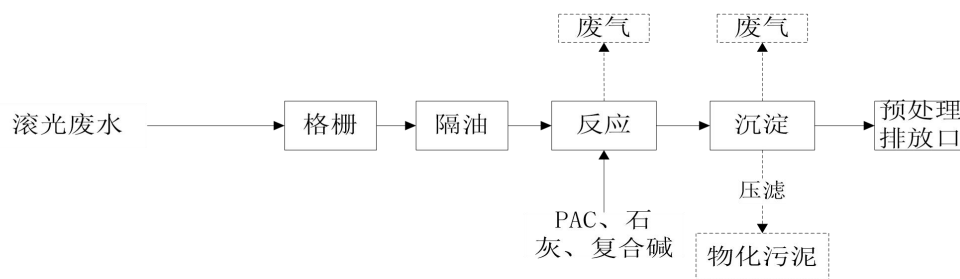 废气
废气
滚光废水
格栅
隔油
反应
沉淀
预处理
排放口
PAC、石
灰、复合碱
压滤
物化污泥